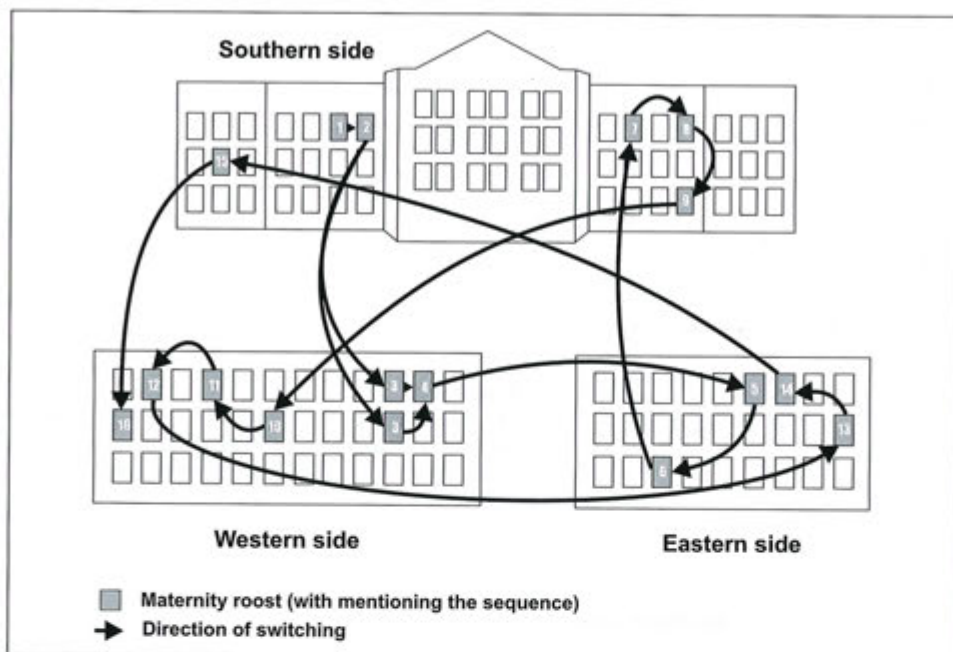 Southern side
1 2 7 8
15
9
12 11 3 4 5 14
16 10 3 13
6
Western side
Eastern side
Maternity roost (with mentioning the sequence)
Direction of switching